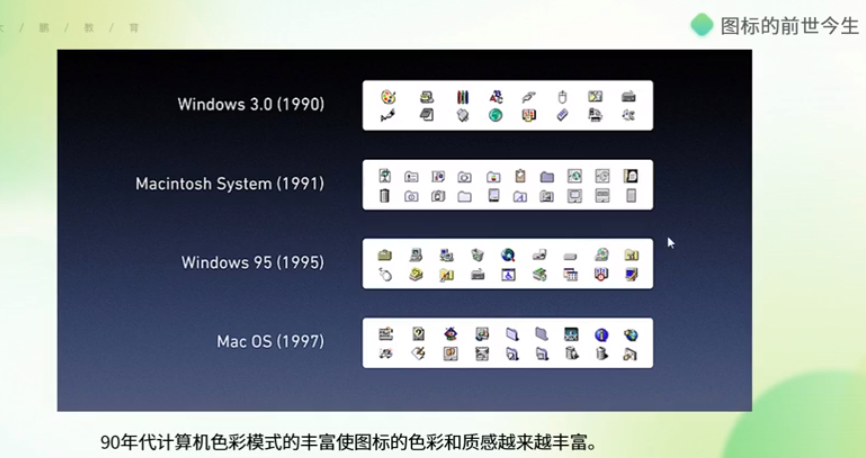 大 / 鹏 / 教 / 育
图标的前世今生
Windows 3.0 (1990)
Macintosh System (1991)
Windows 95 (1995)
Mac OS (1997)
90年代计算机色彩模式的丰富使图标的色彩和质感越来越丰富。